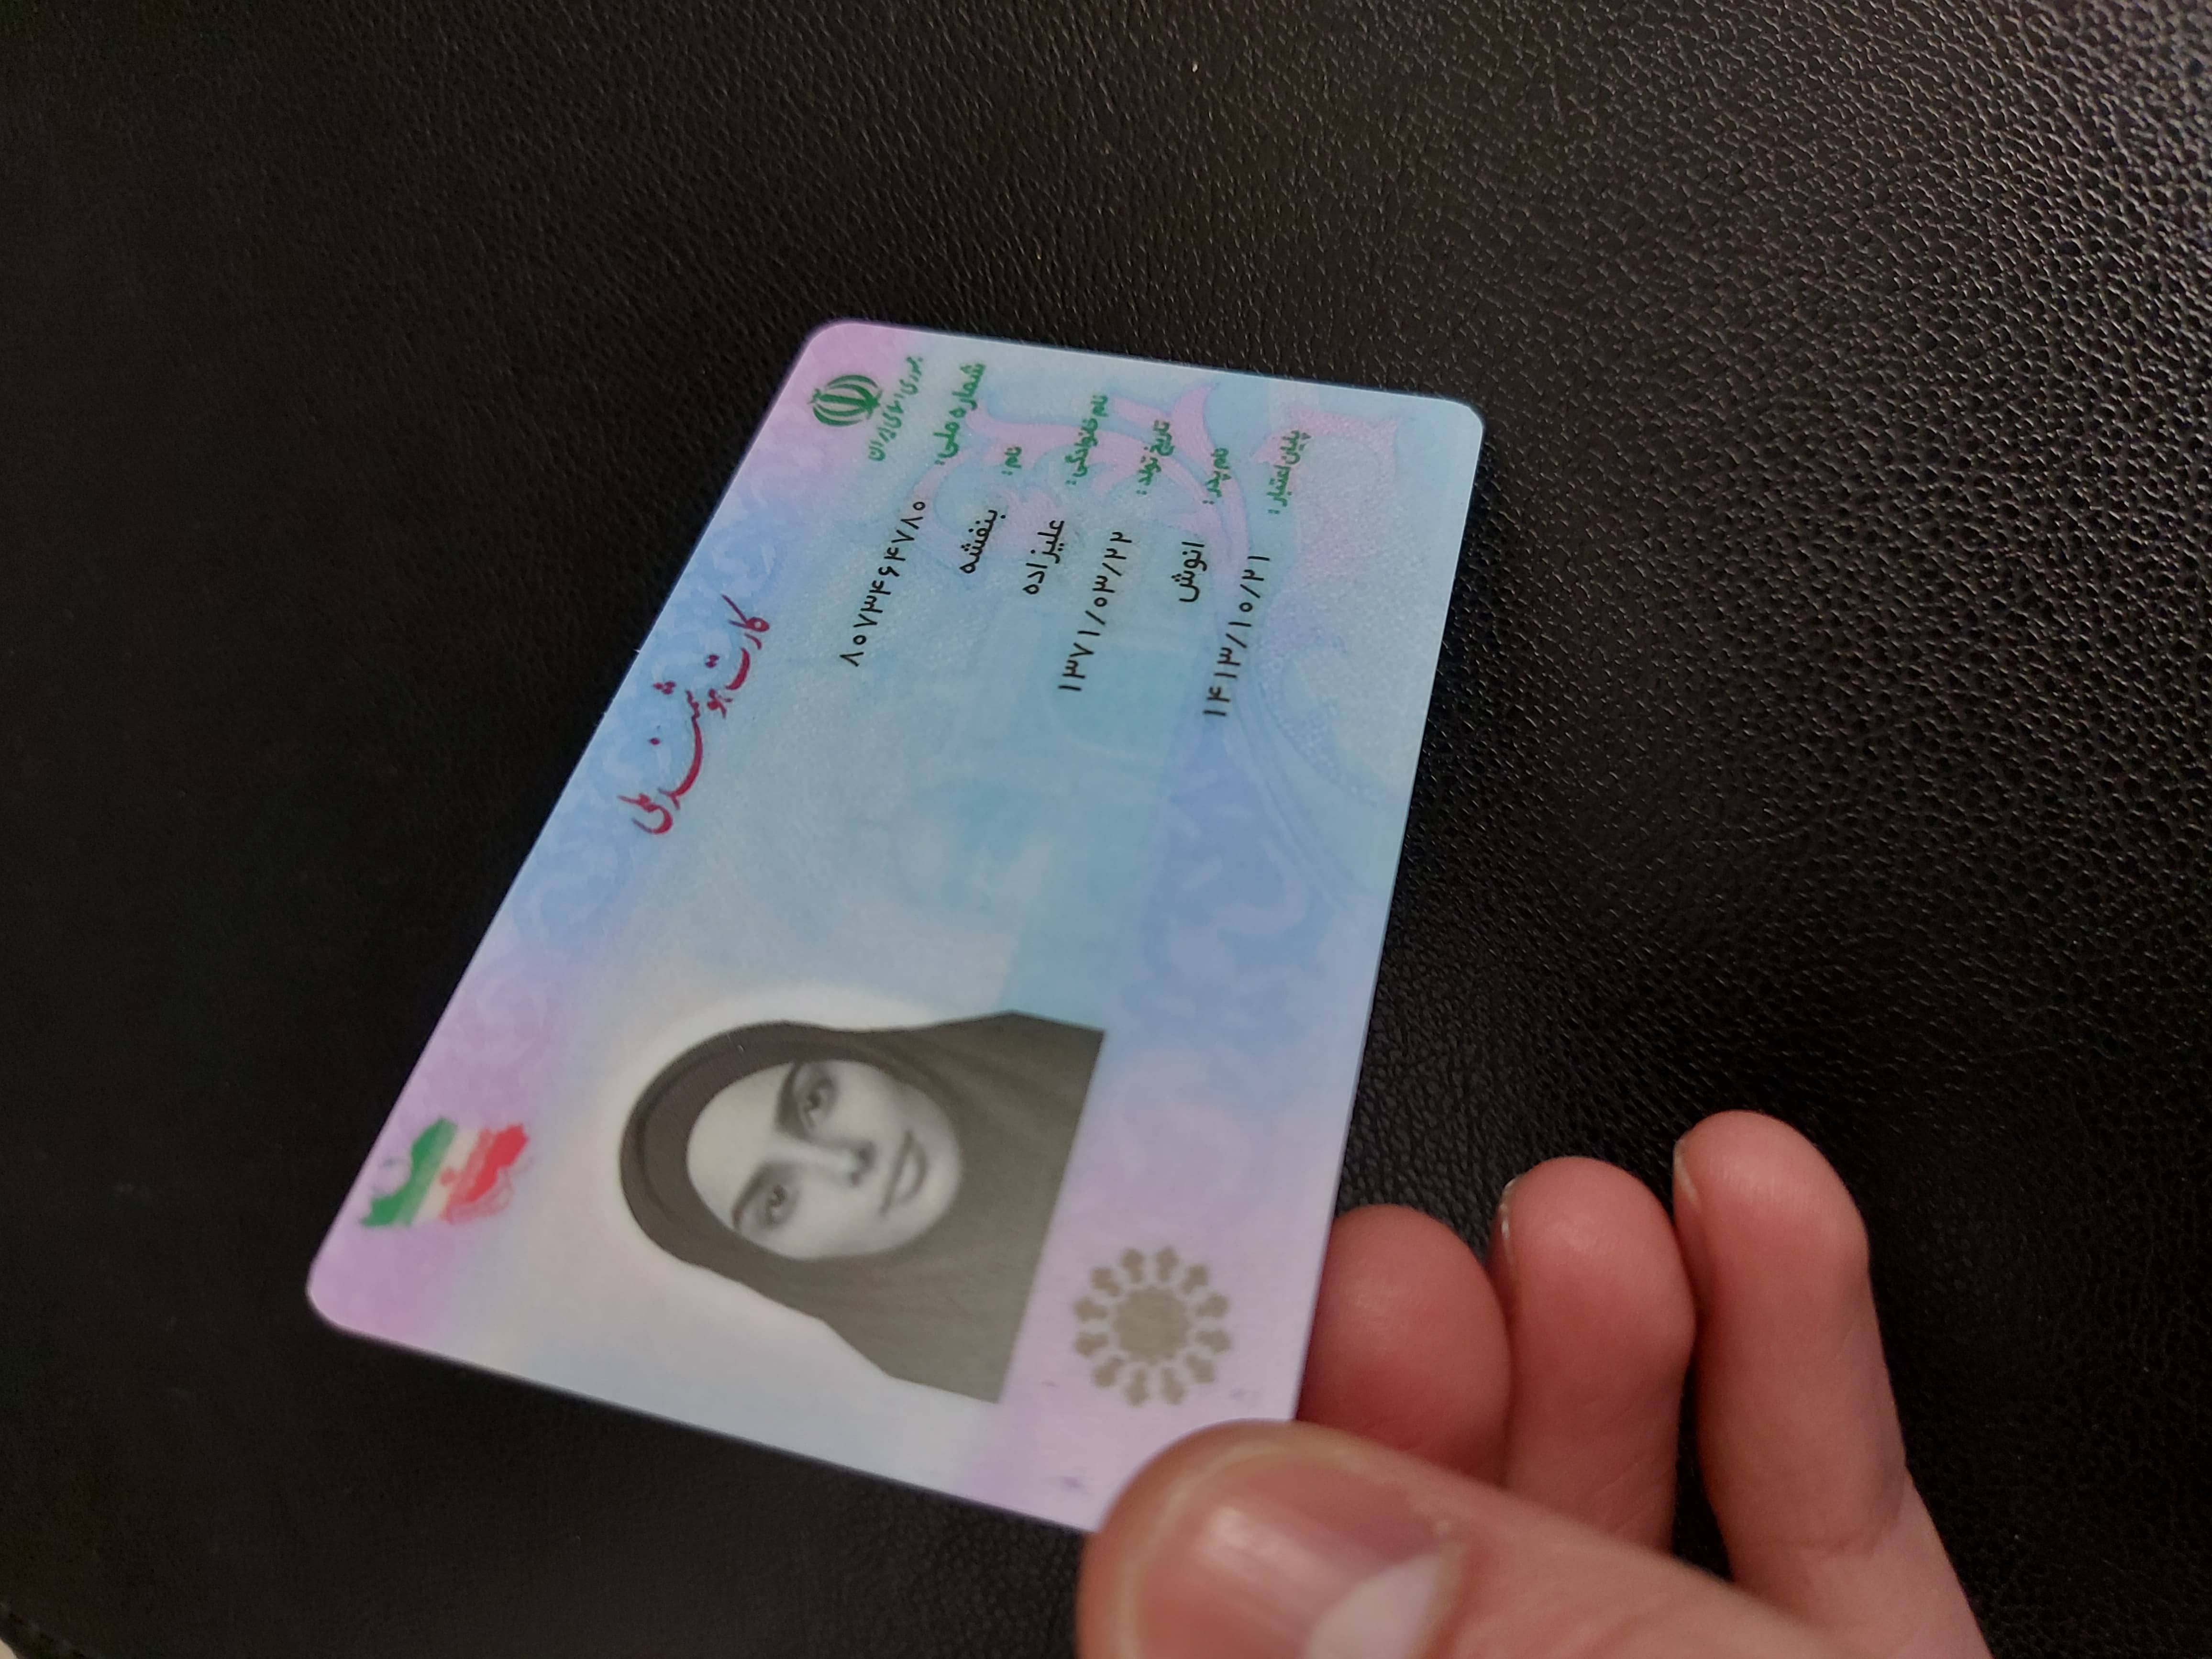 جمهوری اسلامی ایران
کارت هوشمند ملی
شماره ملی: ۸۰۷۳۴۶۴۷۸۰
نام: بنفشه
نام خانوادگی: علیزاده
تاریخ تولد: ۱۳۷۱/۰۳/۲۲
نام پدر: انوش
پایان اعتبار: ۱۴۱۳/۱۰/۲۱